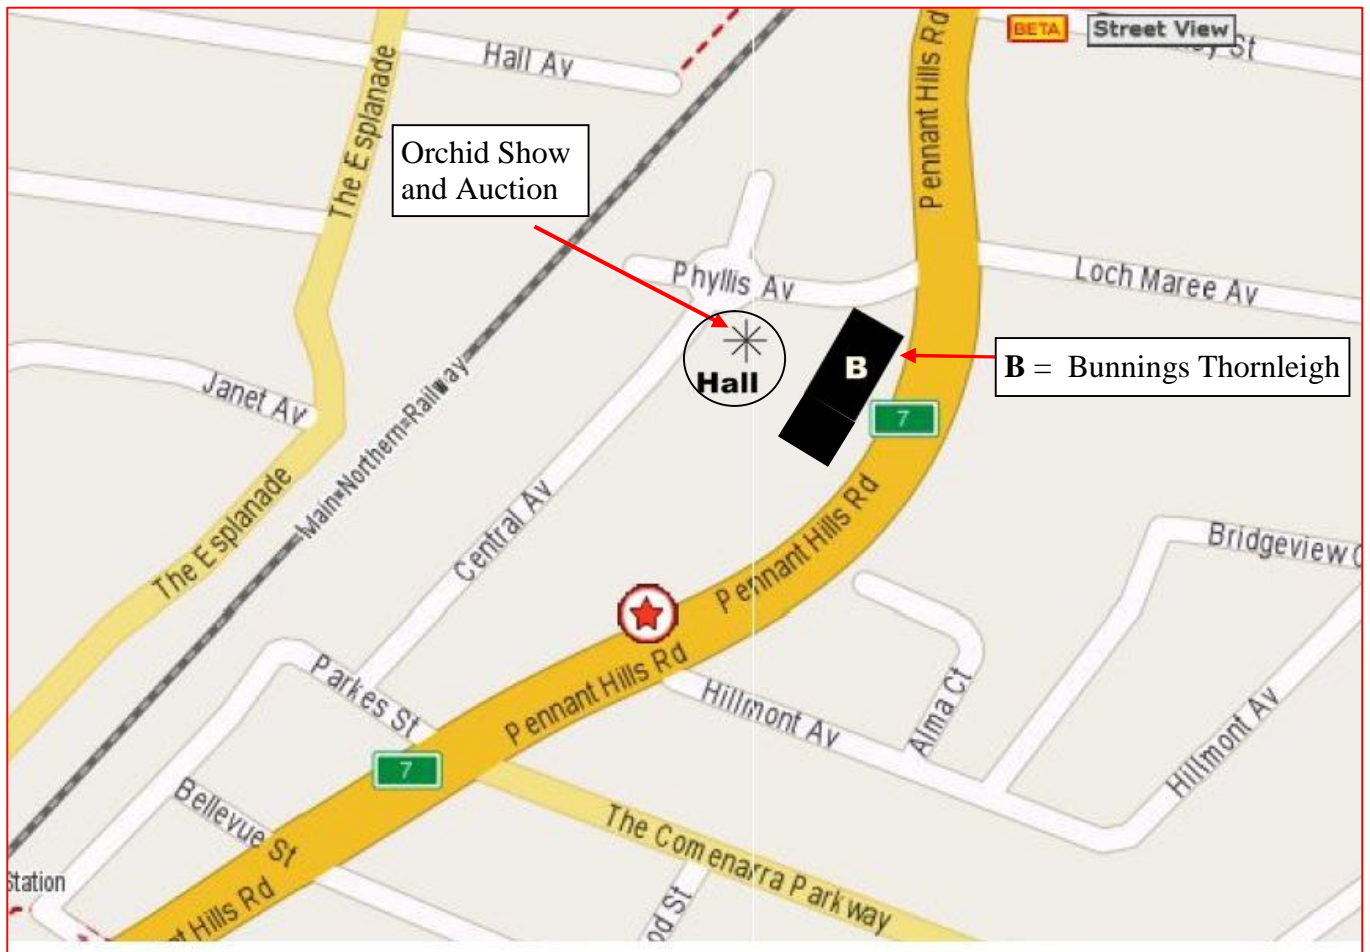 BETA
Street View
Hall Av
The Esplanade
Pennant Hills Rd
Orchid Show
and Auction
Phyllis Av
Loch Maree Av
Hall
B
B = Bunnings Thornleigh
Janet Av
Main=Northern=Railway
7
The Esplanade
Central Av
Pennant Hills Rd
Bridgeview
Parkes St
Pennant Hills Rd
Hillmont Av
Alma Ct
Hillmont Av
7
Bellevue St
The Comenarra Parkway
Station
Hills Rd
St